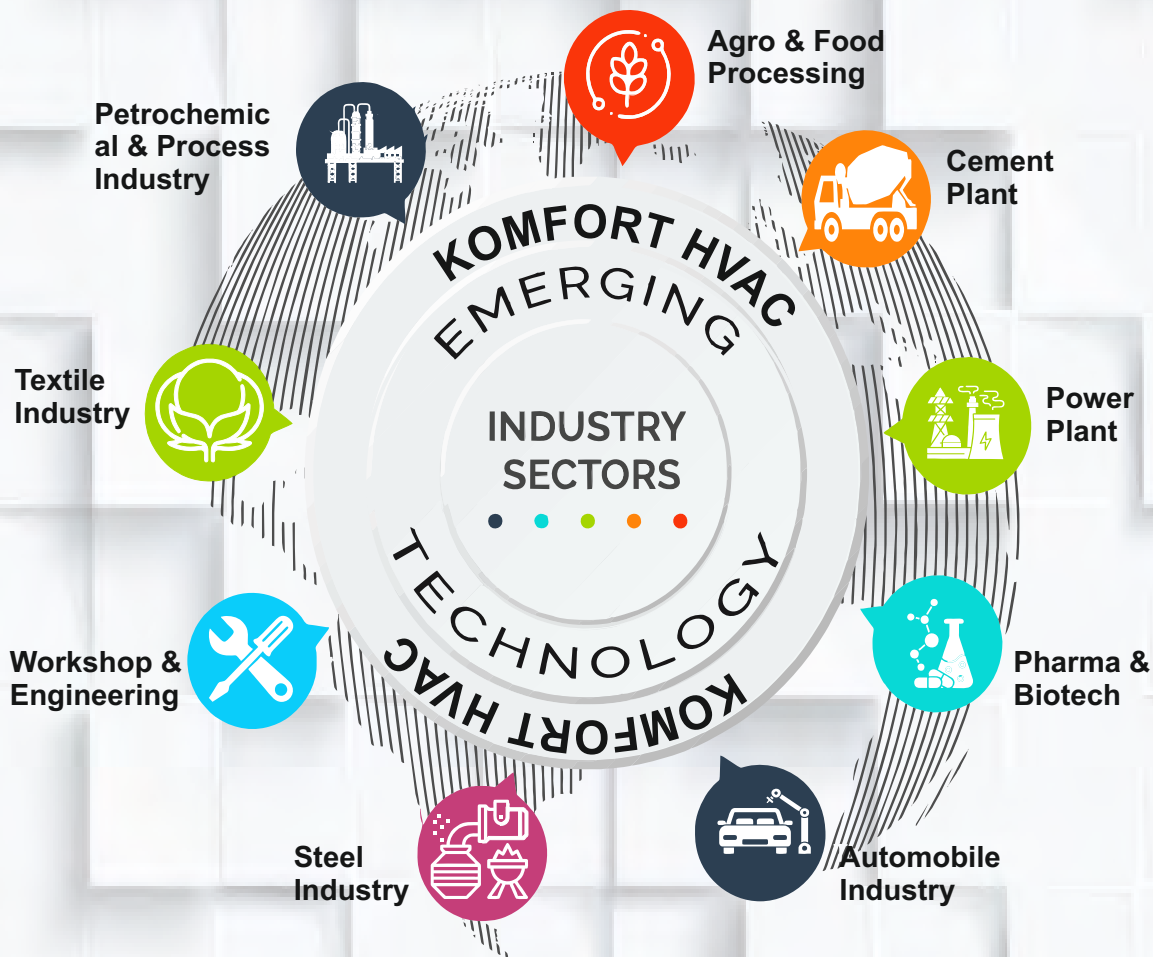 Agro & Food
Processing
Petrochemic
al & Process
Industry
Cement
Plant
KOMFORT HVAC
EMERGING
Textile
Industry
INDUSTRY
SECTORS
Power
Plant
TECHNOLOGY
KOMFORT HVAC
Workshop &
Engineering
Pharma &
Biotech
Steel
Industry
Automobile
Industry